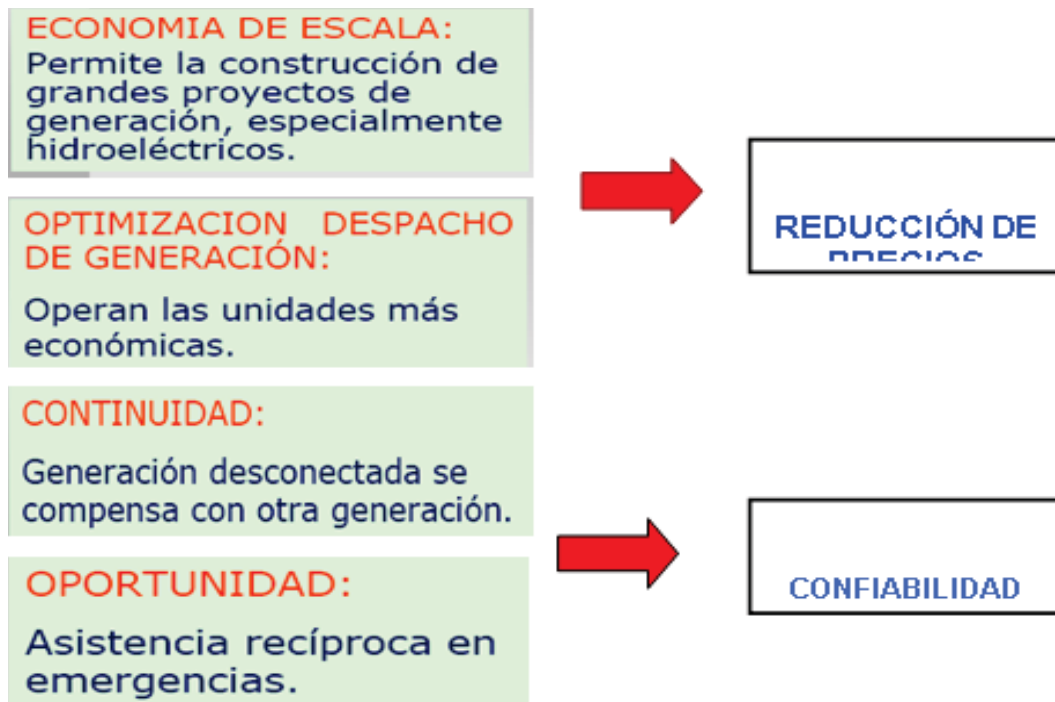 ECONOMIA DE ESCALA:
Permite la construcción de
grandes proyectos de
generación, especialmente
hidroeléctricos.
OPTIMIZACION DESPACHO
DE GENERACIÓN:
Operan las unidades más
económicas.
CONTINUIDAD:
Generación desconectada se
compensa con otra generación.
OPORTUNIDAD:
Asistencia recíproca en
emergencias.
REDUCCIÓN DE
PRECIOS
CONFIABILIDAD